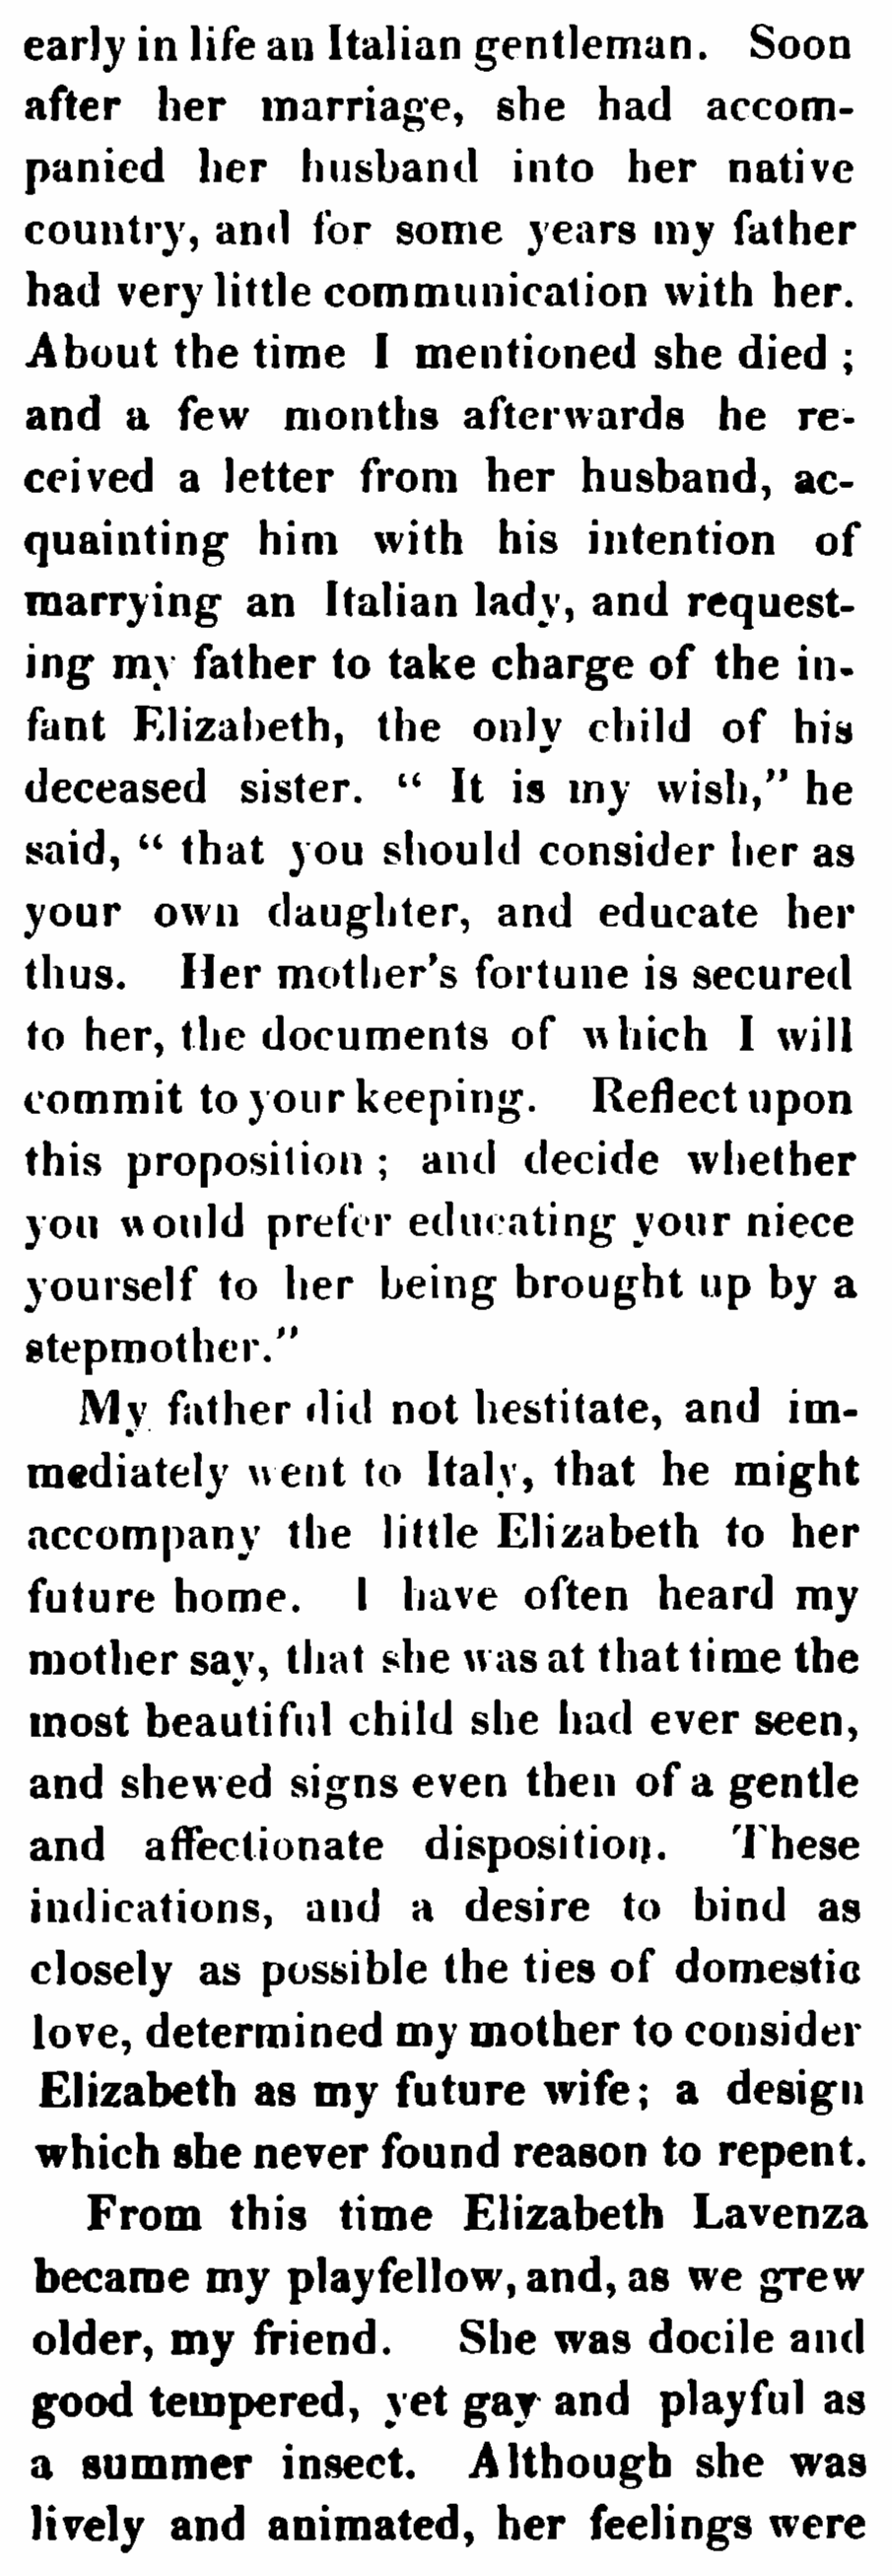 early in life an Italian gentleman. Soon
after her marriage, she had accom-
panied her husband into her native
country, and for some years my father
had very little communication with her.
About the time I mentioned she died ;
and a few months afterwards he re-
ceived a letter from her husband, ac-
quainting him with his intention of
marrying an Italian lady, and request-
ing my father to take charge of the in-
fant Elizabeth, the only child of his
deceased sister. “ It is my wish,” he
said, “ that you should consider her as
your own daughter, and educate her
thus. Her mother’s fortune is secured
to her, the documents of which I will
commit to your keeping. Reflect upon
this proposition ; and decide whether
you would prefer educating your niece
yourself to her being brought up by a
stepmother.”
My father did not hestitate, and im-
mediately went to Italy, that he might
accompany the little Elizabeth to her
future home. I have often heard my
mother say, that she was at that time the
most beautiful child she had ever seen,
and shewed signs even then of a gentle
and affectionate disposition. These
indications, and a desire to bind as
closely as possible the ties of domestic
love, determined my mother to consider
Elizabeth as my future wife; a design
which she never found reason to repent.
From this time Elizabeth Lavenza
became my playfellow, and, as we grew
older, my friend. She was docile and
good tempered, yet gay and playful as
a summer insect. Although she was
lively and animated, her feelings were